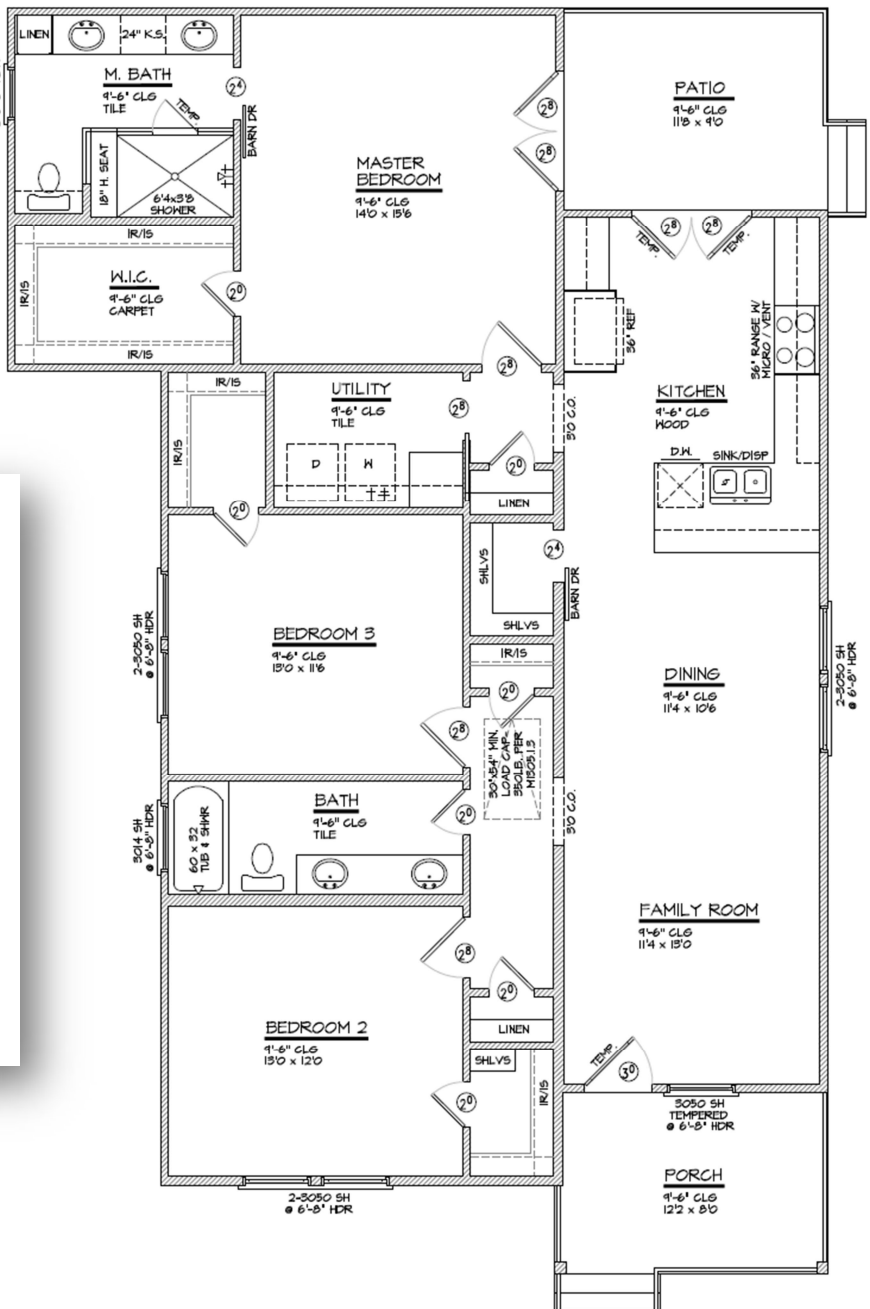 LINEN
24" K.S.
M. BATH
9'-6" CLG
TILE
2⁴
BARN DR
TEMP.
18" H. SEAT
6'4x3'8
SHOWER
MASTER
BEDROOM
9'-6" CLG
14'0 x 15'6
2⁸
2⁸
PATIO
9'-6" CLG
11'8 x 9'0
IR/IS
W.I.C.
9'-6" CLG
CARPET
IR/IS
IR/IS
2⁰
2⁸
2⁸
TEMP.
TEMP.
36" REF
36" RANGE W/
MICRO / VENT
KITCHEN
9'-6" CLG
WOOD
D.W.
SINK/DISP
IR/IS
IR/IS
UTILITY
9'-6" CLG
TILE
D
W
2⁸
2⁸
3'0 C.O.
2⁰
LINEN
2⁰
SHLVS
SHLVS
2⁴
BARN DR
BEDROOM 3
9'-6" CLG
13'0 x 11'6
2-3050 SH
@ 6'-8" HDR
IR/IS
2⁰
2⁸
30"x54" MIN.
LOAD CAP.
350LB. PER
M1305.1.3
DINING
9'-6" CLG
11'4 x 10'6
2-3050 SH
@ 6'-8" HDR
3'0 C.O.
BATH
9'-6" CLG
TILE
2⁰
60 x 32
TUB & SHWR
3014 SH
@ 6'-8" HDR
FAMILY ROOM
9'-6" CLG
11'4 x 13'0
2⁸
2⁰
LINEN
BEDROOM 2
9'-6" CLG
13'0 x 12'0
SHLVS
IR/IS
2⁰
2-3050 SH
@ 6'-8" HDR
TEMP.
3⁰
3050 SH
TEMPERED
@ 6'-8" HDR
PORCH
9'-6" CLG
12'2 x 8'0